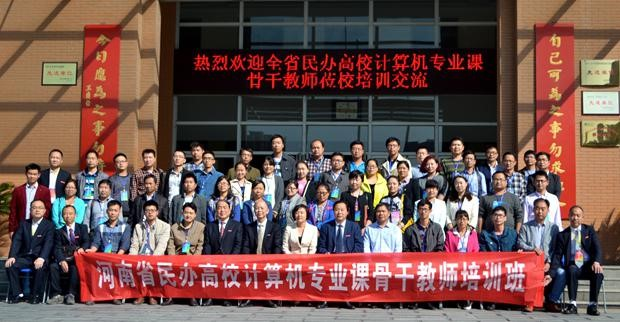 热烈欢迎全省民办高校计算机专业课
骨干教师莅校培训交流
今日应为之事勿
自己可为之事勿求
河南省民办高校计算机专业课骨干教师培训班